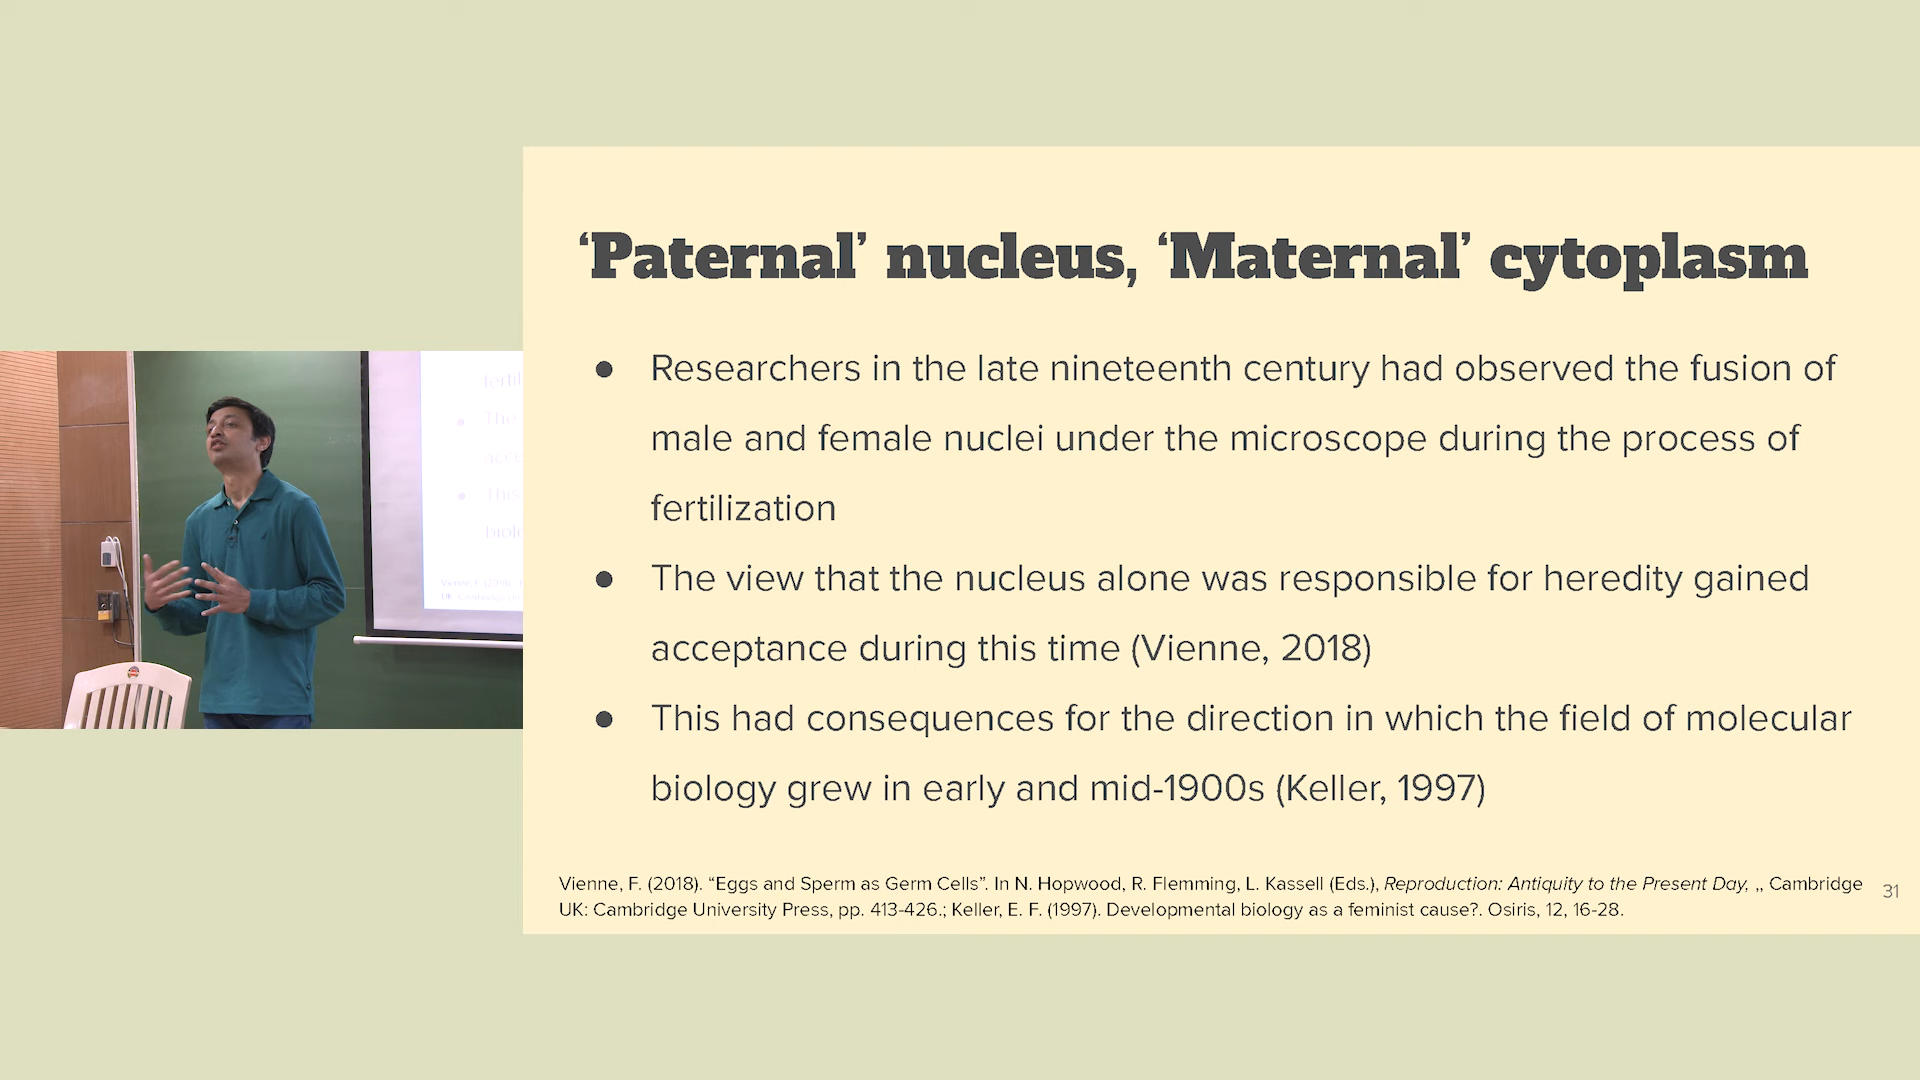 ‘Paternal’ nucleus, ‘Maternal’ cytoplasm
● Researchers in the late nineteenth century had observed the fusion of
male and female nuclei under the microscope during the process of
fertilization
● The view that the nucleus alone was responsible for heredity gained
acceptance during this time (Vienne, 2018)
● This had consequences for the direction in which the field of molecular
biology grew in early and mid-1900s (Keller, 1997)
Vienne, F. (2018). “Eggs and Sperm as Germ Cells”. In N. Hopwood, R. Flemming, L. Kassell (Eds.), Reproduction: Antiquity to the Present Day, ,, Cambridge
UK: Cambridge University Press, pp. 413-426.; Keller, E. F. (1997). Developmental biology as a feminist cause?. Osiris, 12, 16-28.
31
The
This